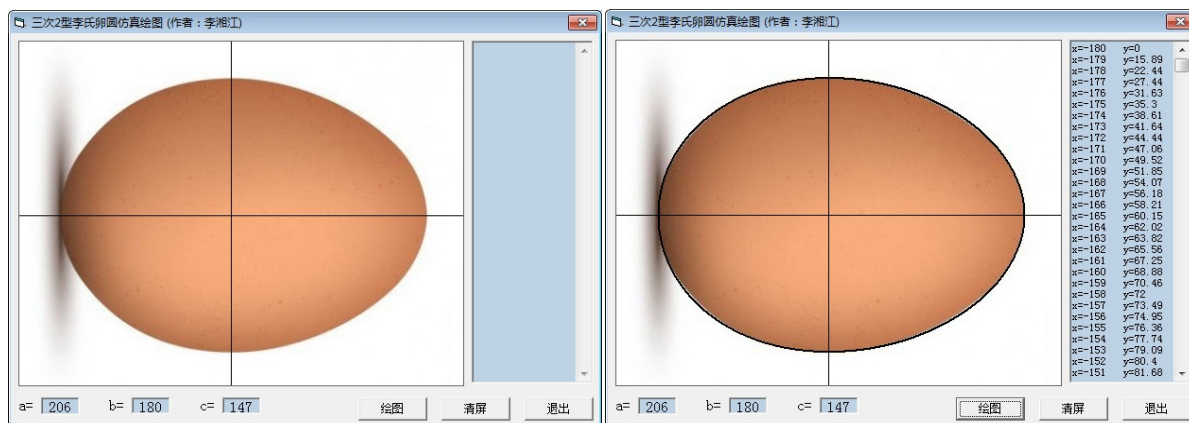 三次2型李氏卵圆仿真绘图 (作者：李湘江)
a= 206 b= 180 c= 147 绘图 清屏 退出
三次2型李氏卵圆仿真绘图 (作者：李湘江)
x=-180 y=0
x=-179 y=15.89
x=-178 y=22.44
x=-177 y=27.44
x=-176 y=31.63
x=-175 y=35.3
x=-174 y=38.61
x=-173 y=41.64
x=-172 y=44.44
x=-171 y=47.06
x=-170 y=49.52
x=-169 y=51.85
x=-168 y=54.07
x=-167 y=56.18
x=-166 y=58.21
x=-165 y=60.15
x=-164 y=62.02
x=-163 y=63.82
x=-162 y=65.56
x=-161 y=67.25
x=-160 y=68.88
x=-159 y=70.46
x=-158 y=72
x=-157 y=73.49
x=-156 y=74.95
x=-155 y=76.36
x=-154 y=77.74
x=-153 y=79.09
x=-152 y=80.4
x=-151 y=81.68
a= 206 b= 180 c= 147 绘图 清屏 退出